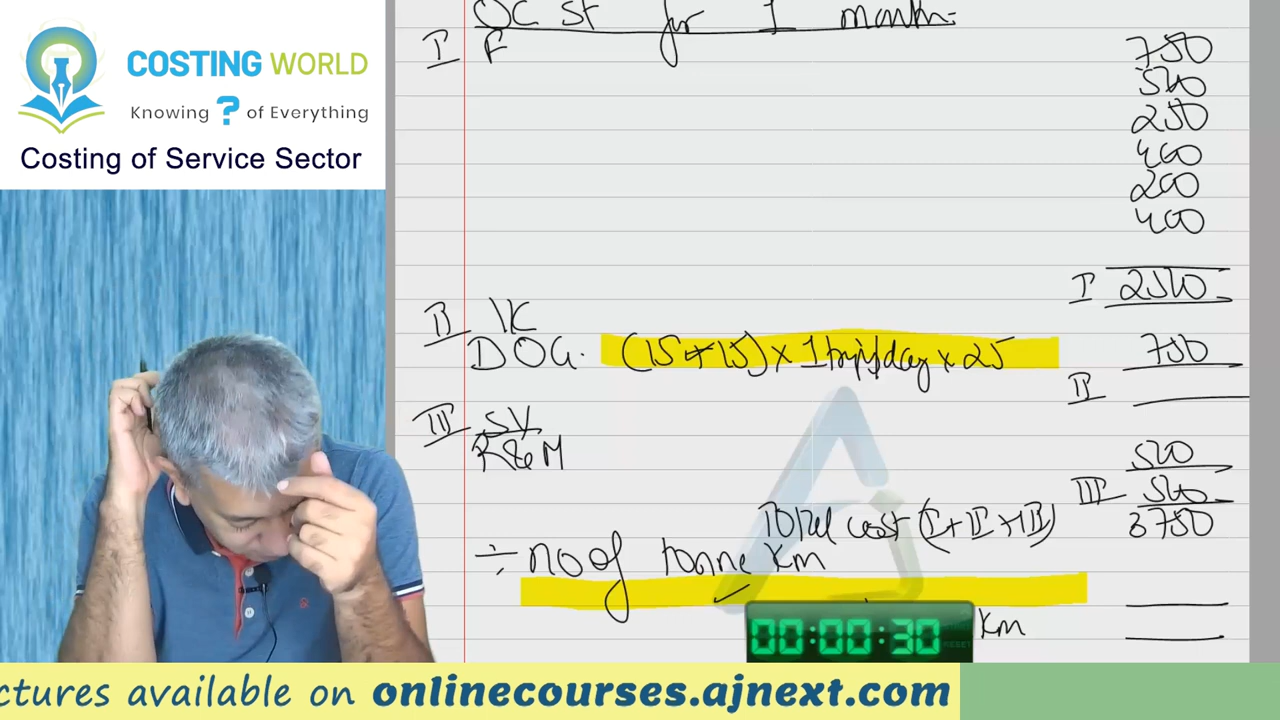 COSTING WORLD
Knowing ? of Everything
Costing of Service Sector
OC St for 1 month
I F 750
500
250
400
200
400
I 2500
II VC
DOG. (15+15) × 1 trip/day × 25 750
II
III SV
R&M 500
III 500
Total cost (I+II+III) 3750
÷ no of tonne km
km
00:00:30
RESET
ctures available on onlinecourses.ajnext.com